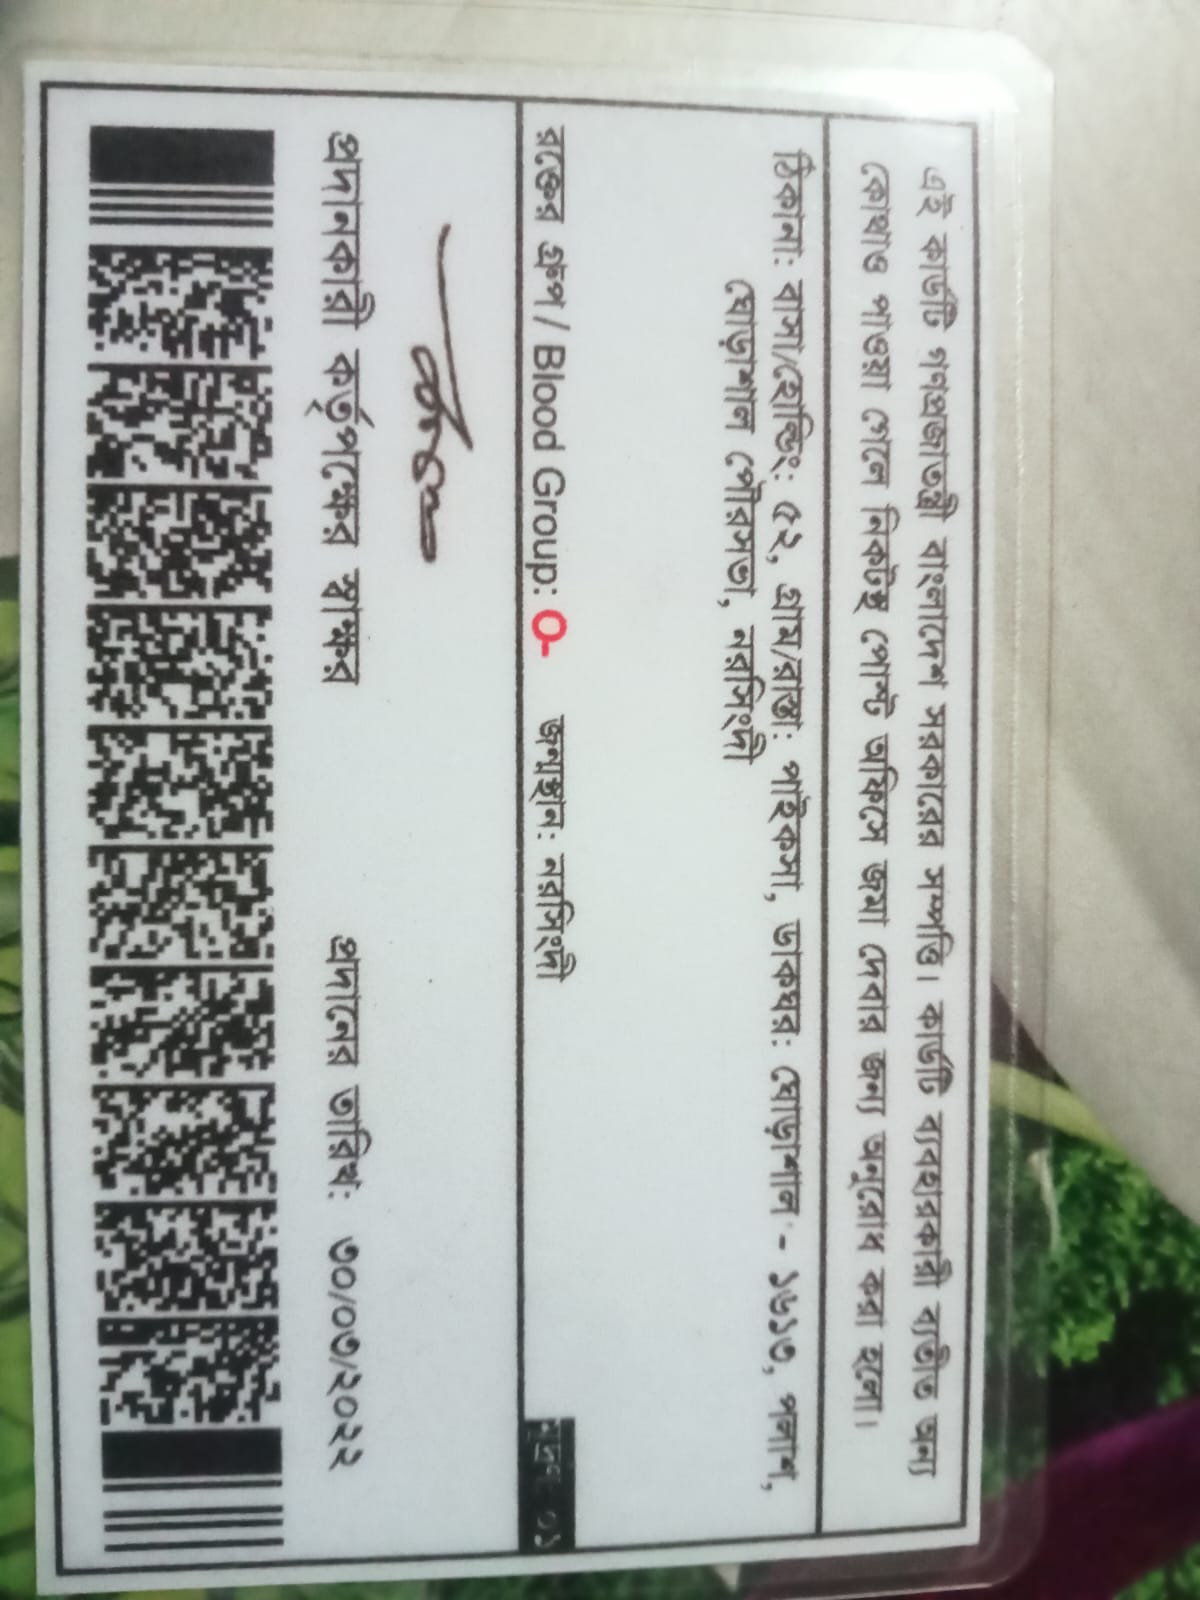 এই কার্ডটি গণপ্রজাতন্ত্রী বাংলাদেশ সরকারের সম্পত্তি। কার্ডটি ব্যবহারকারী ব্যতীত অন্য
কোথাও পাওয়া গেলে নিকটস্থ পোস্ট অফিসে জমা দেবার জন্য অনুরোধ করা হলো।
ঠিকানা: বাসা/হোল্ডিং: ৫২, গ্রাম/রাস্তা: পাইকসা, ডাকঘর: ঘোড়াশাল - ১৬১৩, পলাশ,
ঘোড়াশাল পৌরসভা, নরসিংদী
রক্তের গ্রুপ / Blood Group: O- জন্মস্থান: নরসিংদী মুদ্রণ: ০১
প্রদানকারী কর্তৃপক্ষের স্বাক্ষর প্রদানের তারিখ: ৩০/০৩/২০২২